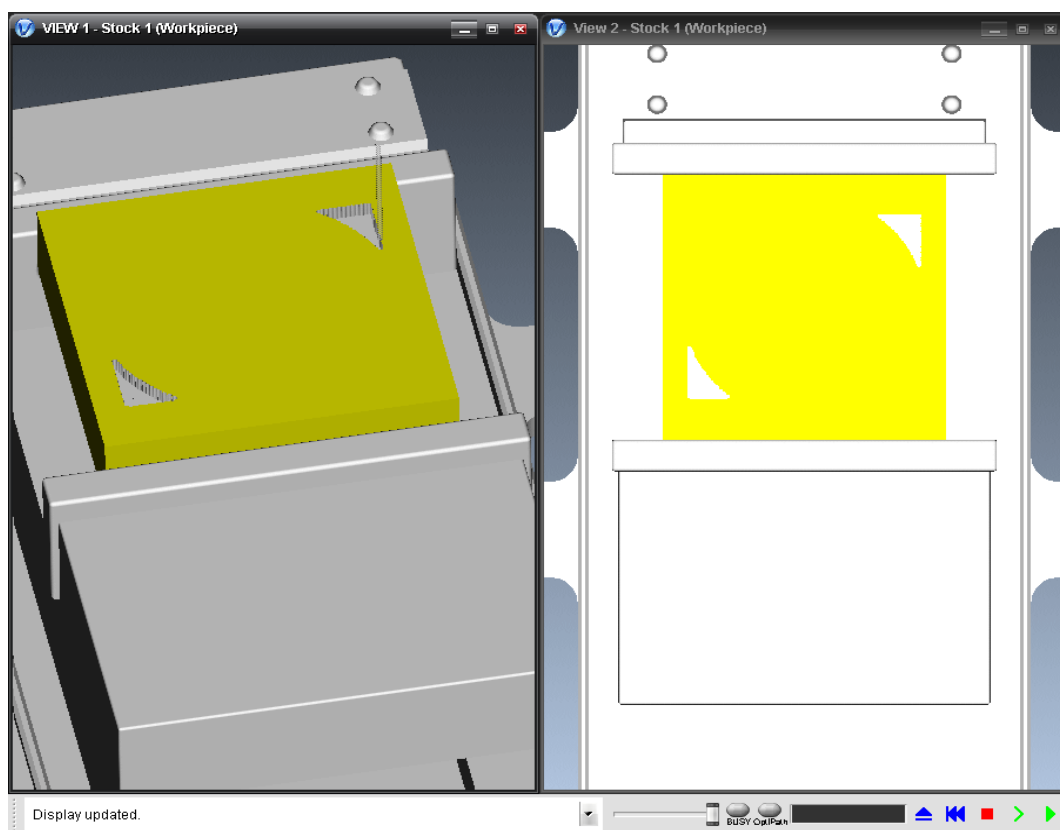 VIEW 1 - Stock 1 (Workpiece)
View 2 - Stock 1 (Workpiece)
Display updated.
BUSY OptiPath